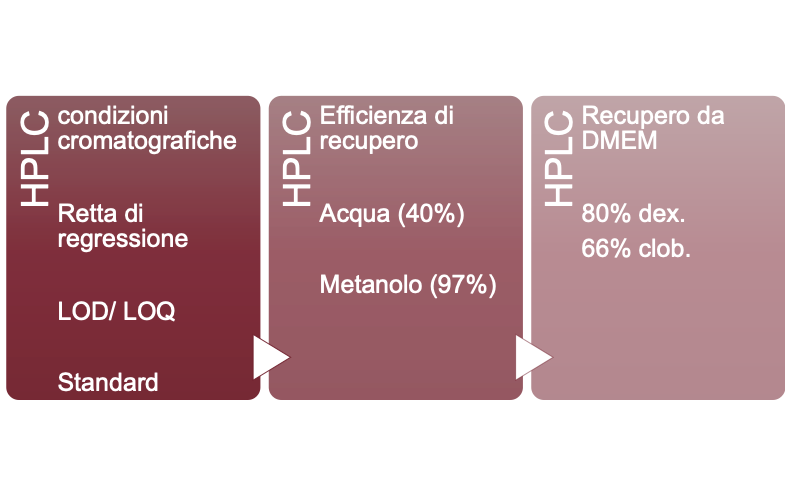 HPLC
condizioni
cromatografiche
Retta di
regressione
LOD/ LOQ
Standard
HPLC
Efficienza di
recupero
Acqua (40%)
Metanolo (97%)
HPLC
Recupero da
DMEM
80% dex.
66% clob.